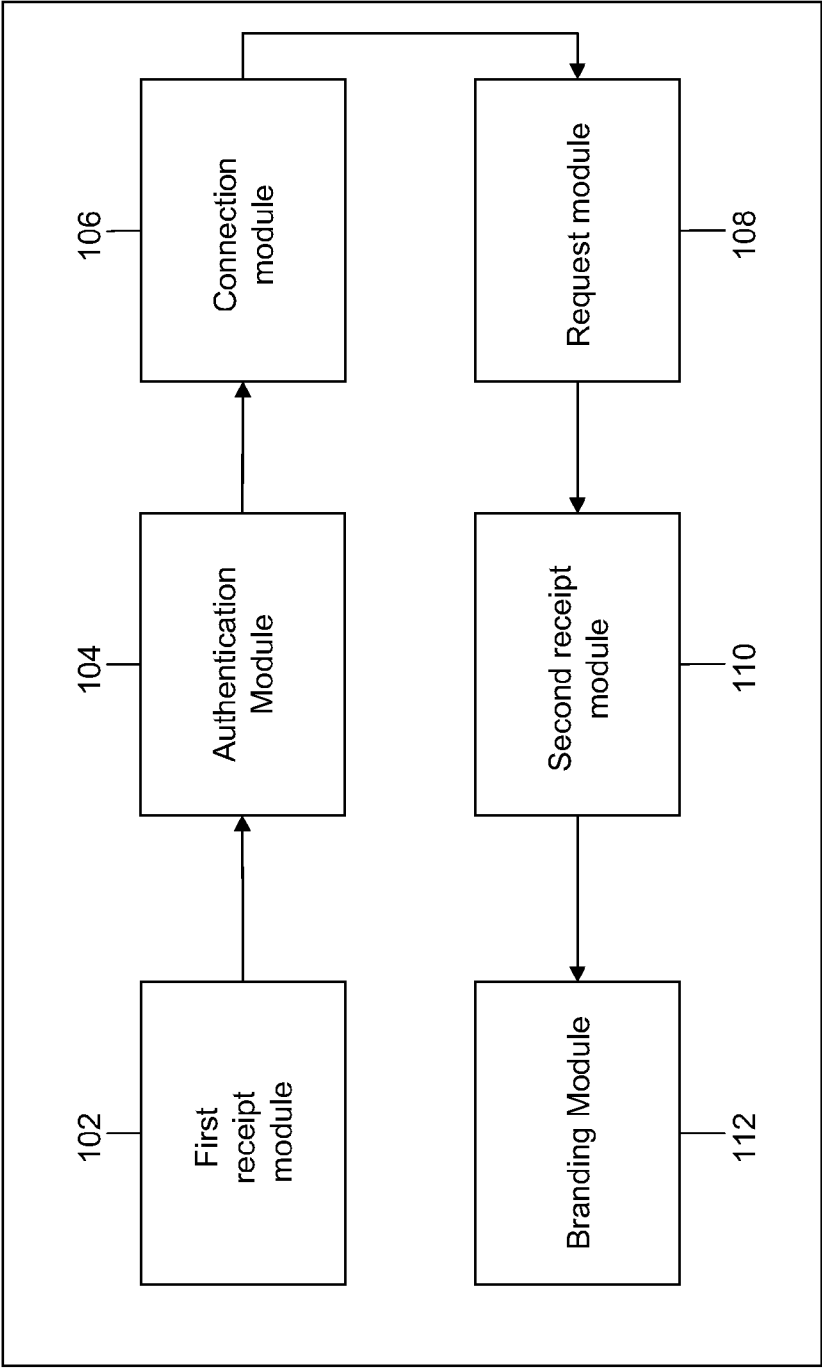 102
First
receipt
module
104
Authentication
Module
106
Connection
module
Request module
108
Second receipt
module
110
Branding Module
112